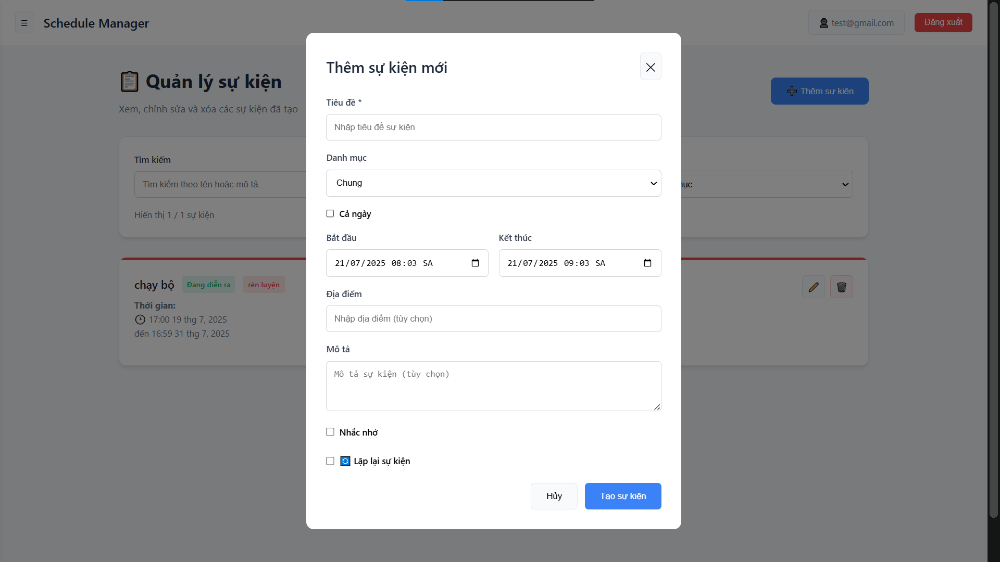 ☰ Schedule Manager
👤 test@gmail.com
Đăng xuất
📋 Quản lý sự kiện
Xem, chỉnh sửa và xóa các sự kiện đã tạo
➕ Thêm sự kiện
Tìm kiếm
Tìm kiếm theo tên hoặc mô tả...
Hiển thị 1 / 1 sự kiện
chạy bộ
Đang diễn ra
rèn luyện
Thời gian:
🕒 17:00 19 thg 7, 2025
đến 16:59 31 thg 7, 2025
Thêm sự kiện mới
Tiêu đề *
Nhập tiêu đề sự kiện
Danh mục
Chung
Cả ngày
Bắt đầu
Kết thúc
21/07/2025 08:03 SA
21/07/2025 09:03 SA
Địa điểm
Nhập địa điểm (tùy chọn)
Mô tả
Mô tả sự kiện (tùy chọn)
Nhắc nhở
🔄 Lặp lại sự kiện
Hủy
Tạo sự kiện